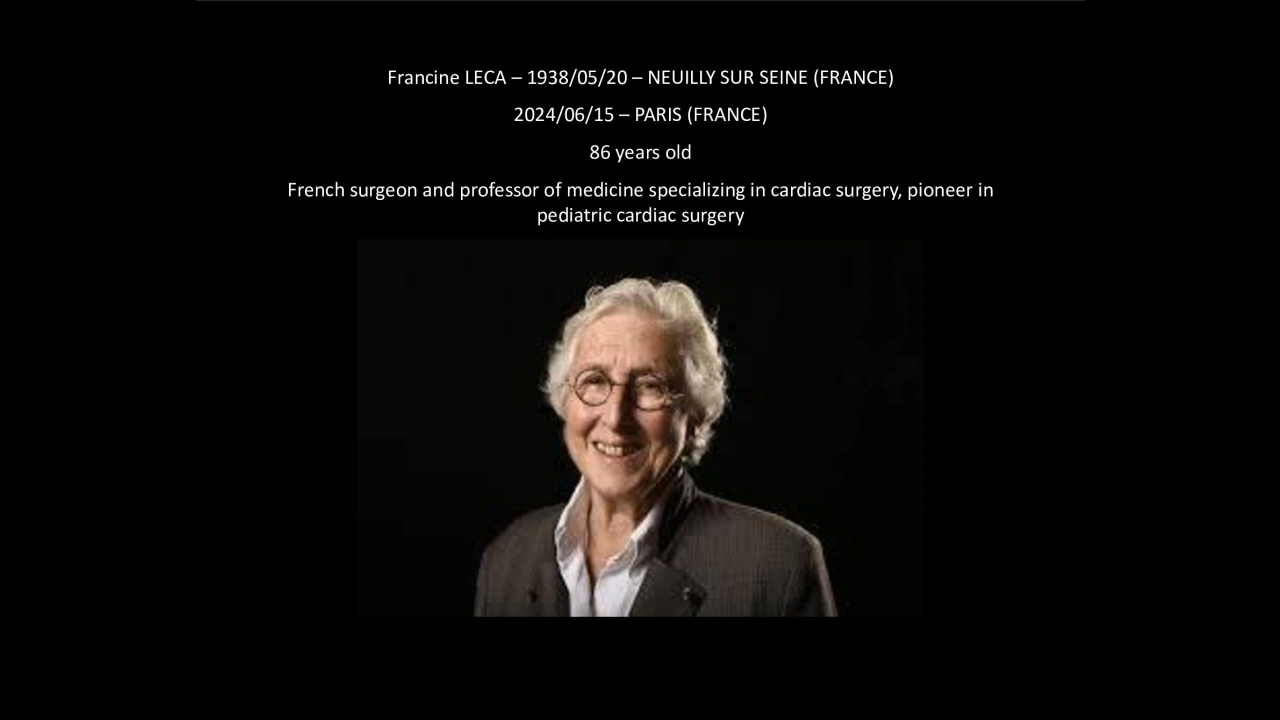 Francine LECA – 1938/05/20 – NEUILLY SUR SEINE (FRANCE)
2024/06/15 – PARIS (FRANCE)
86 years old
French surgeon and professor of medicine specializing in cardiac surgery, pioneer in
pediatric cardiac surgery